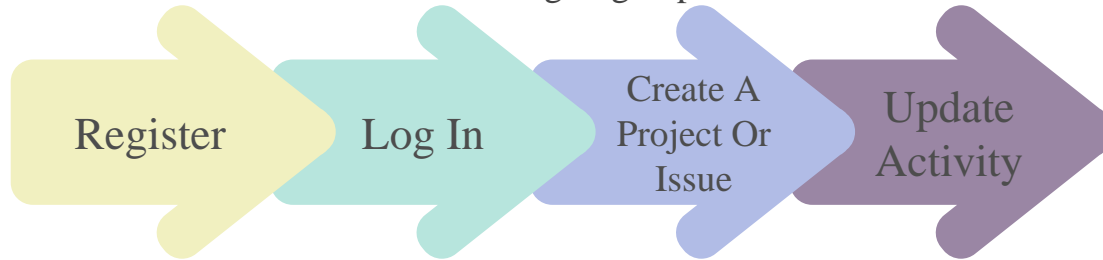 Register
Log In
Create A
Project Or
Issue
Update
Activity